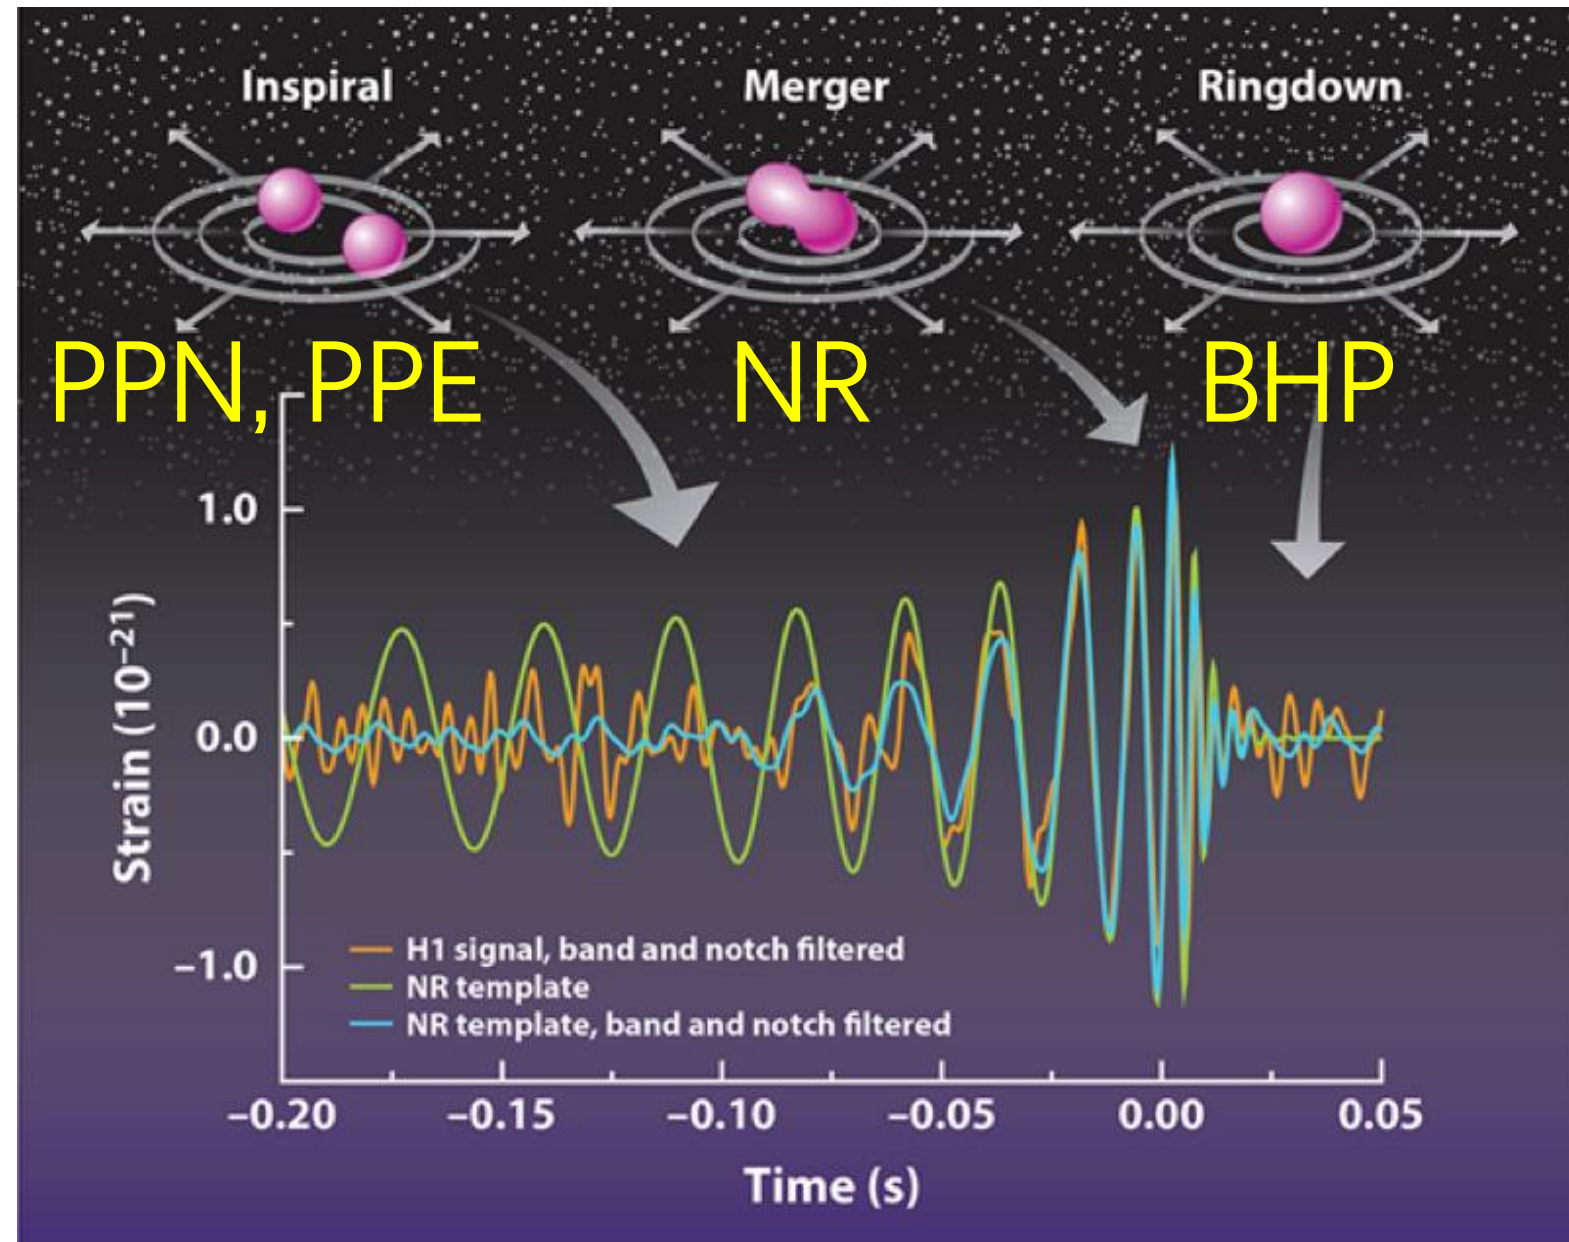 Inspiral
Merger
Ringdown
PPN, PPE
NR
BHP
1.0
0.0
–1.0
Strain (10⁻²¹)
H1 signal, band and notch filtered
NR template
NR template, band and notch filtered
–0.20 –0.15 –0.10 –0.05 0.00 0.05
Time (s)